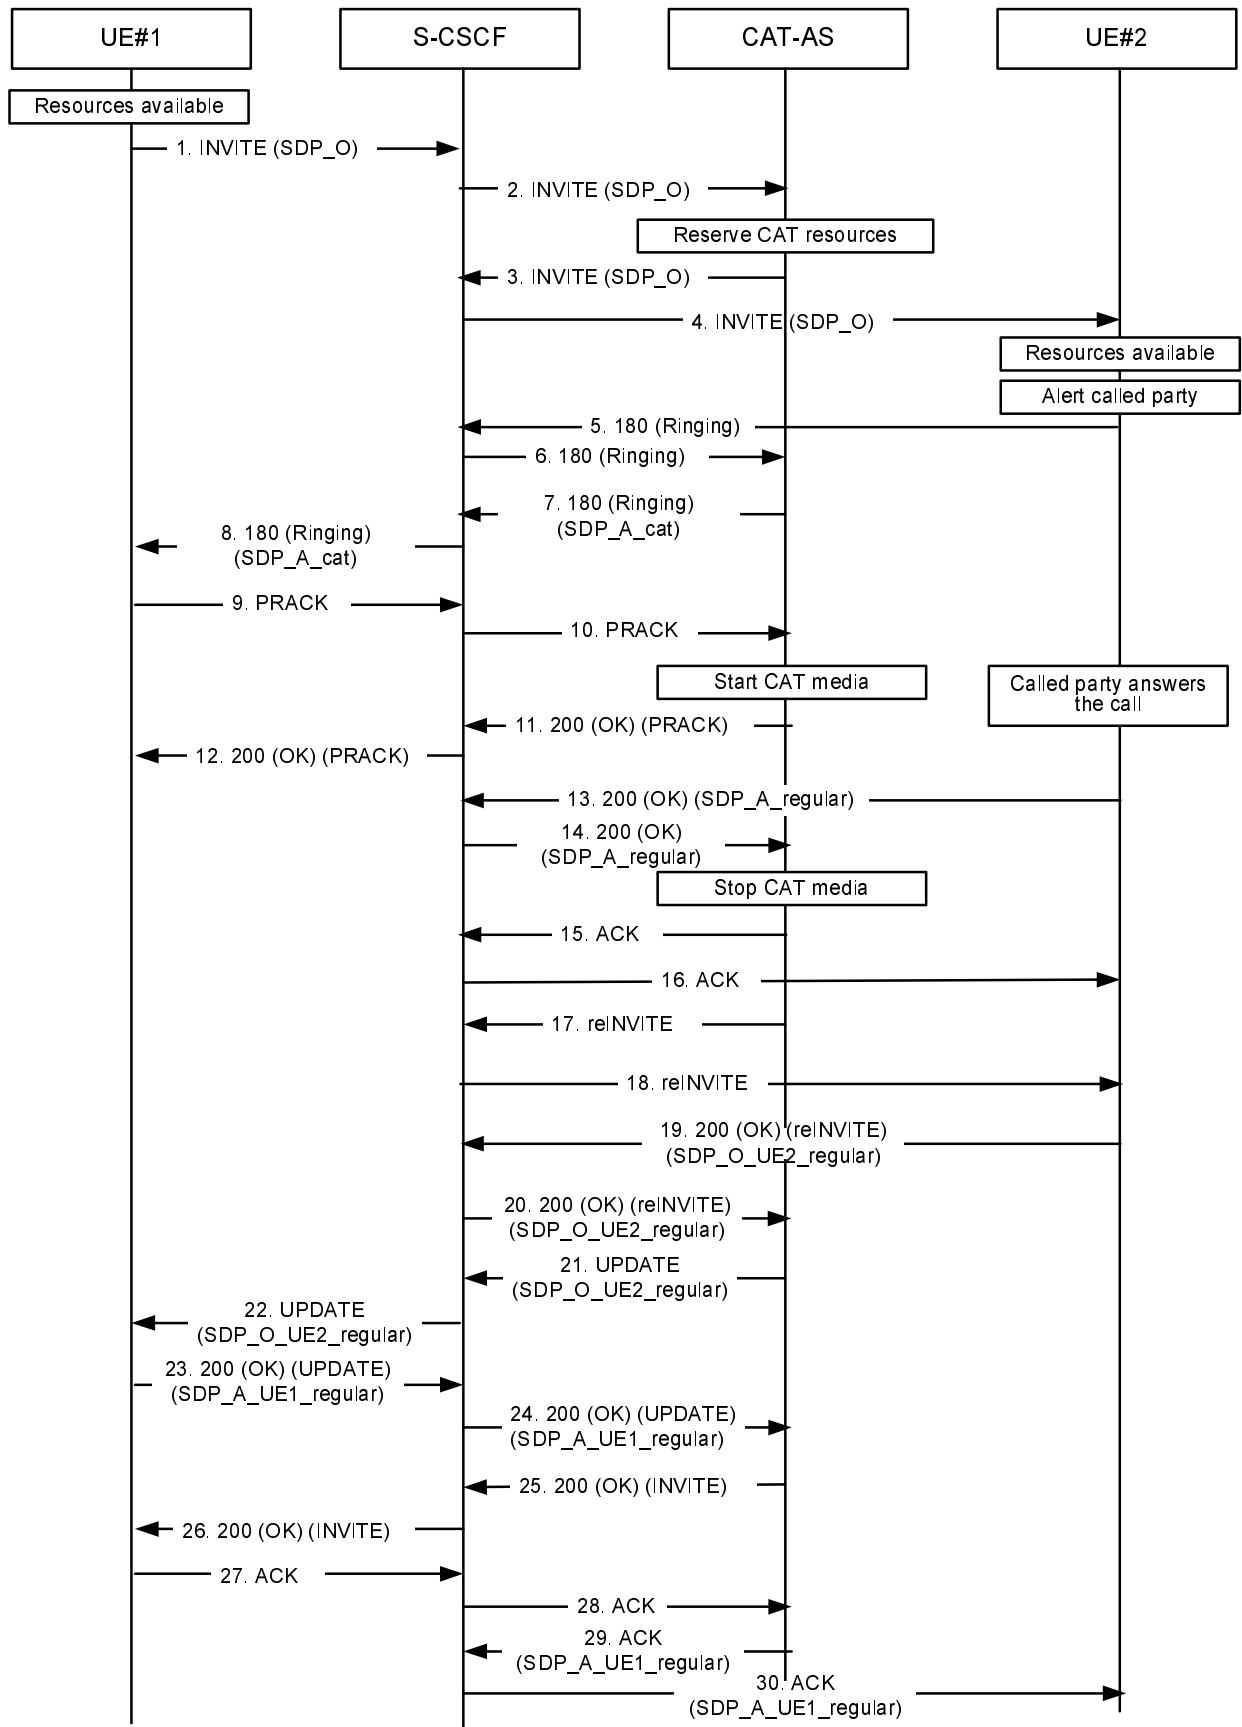 UE#1
S-CSCF
CAT-AS
UE#2
Resources available
1. INVITE (SDP_O)
2. INVITE (SDP_O)
Reserve CAT resources
3. INVITE (SDP_O)
4. INVITE (SDP_O)
Resources available
Alert called party
5. 180 (Ringing)
6. 180 (Ringing)
7. 180 (Ringing)
(SDP_A_cat)
8. 180 (Ringing)
(SDP_A_cat)
9. PRACK
10. PRACK
Start CAT media
Called party answers
the call
11. 200 (OK) (PRACK)
12. 200 (OK) (PRACK)
13. 200 (OK) (SDP_A_regular)
14. 200 (OK)
(SDP_A_regular)
Stop CAT media
15. ACK
16. ACK
17. reINVITE
18. reINVITE
19. 200 (OK) (reINVITE)
(SDP_O_UE2_regular)
20. 200 (OK) (reINVITE)
(SDP_O_UE2_regular)
21. UPDATE
(SDP_O_UE2_regular)
22. UPDATE
(SDP_O_UE2_regular)
23. 200 (OK) (UPDATE)
(SDP_A_UE1_regular)
24. 200 (OK) (UPDATE)
(SDP_A_UE1_regular)
25. 200 (OK) (INVITE)
26. 200 (OK) (INVITE)
27. ACK
28. ACK
29. ACK
(SDP_A_UE1_regular)
30. ACK
(SDP_A_UE1_regular)